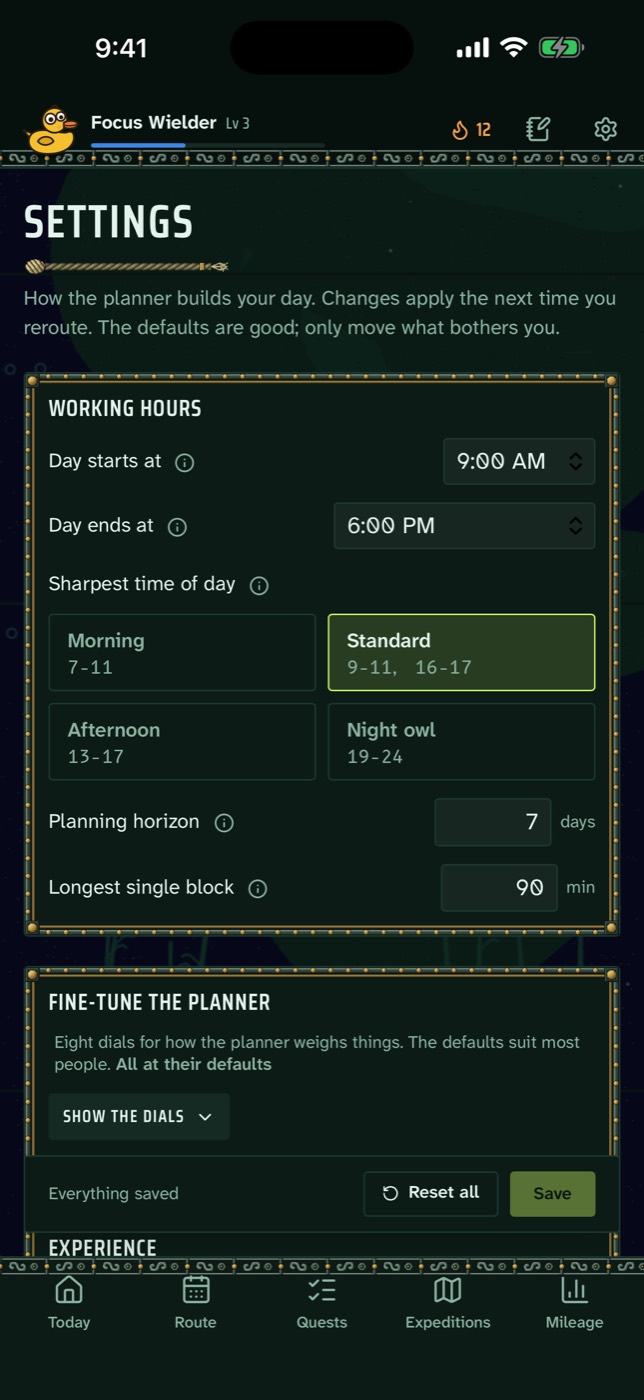 9:41
Focus Wielder Lv 3
12
SETTINGS
How the planner builds your day. Changes apply the next time you
reroute. The defaults are good; only move what bothers you.
WORKING HOURS
Day starts at
9:00 AM
Day ends at
6:00 PM
Sharpest time of day
Morning
7-11
Standard
9-11, 16-17
Afternoon
13-17
Night owl
19-24
Planning horizon
7 days
Longest single block
90 min
FINE-TUNE THE PLANNER
Eight dials for how the planner weighs things. The defaults suit most
people. All at their defaults
SHOW THE DIALS
Everything saved
Reset all
Save
EXPERIENCE
Today
Route
Quests
Expeditions
Mileage